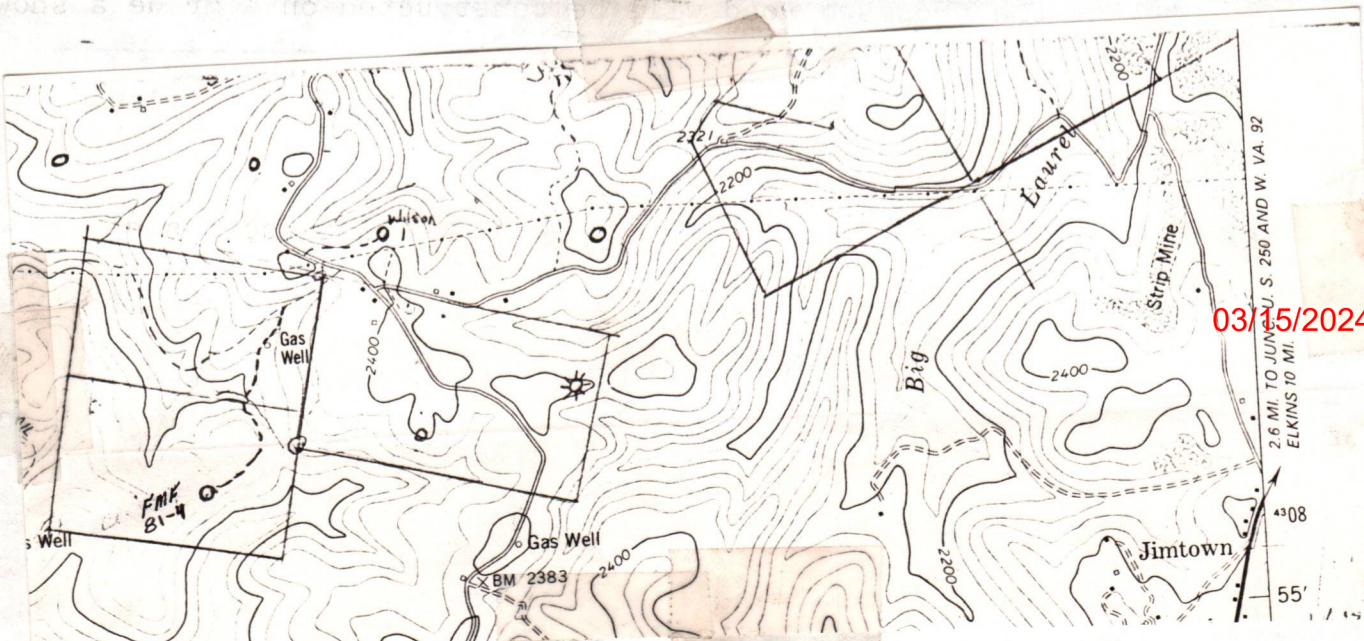 2200
2321
2200
Laurel
Wilson
1
Strip Mine
2.6 MI. TO JUNC. U. S. 250 AND W. VA. 92
ELKINS 10 MI.
03/15/2024
Gas
Well
2400
Big
2400
FMF
81-4
s Well
Gas Well
BM 2383
2400
2200
4308
Jimtown
55'